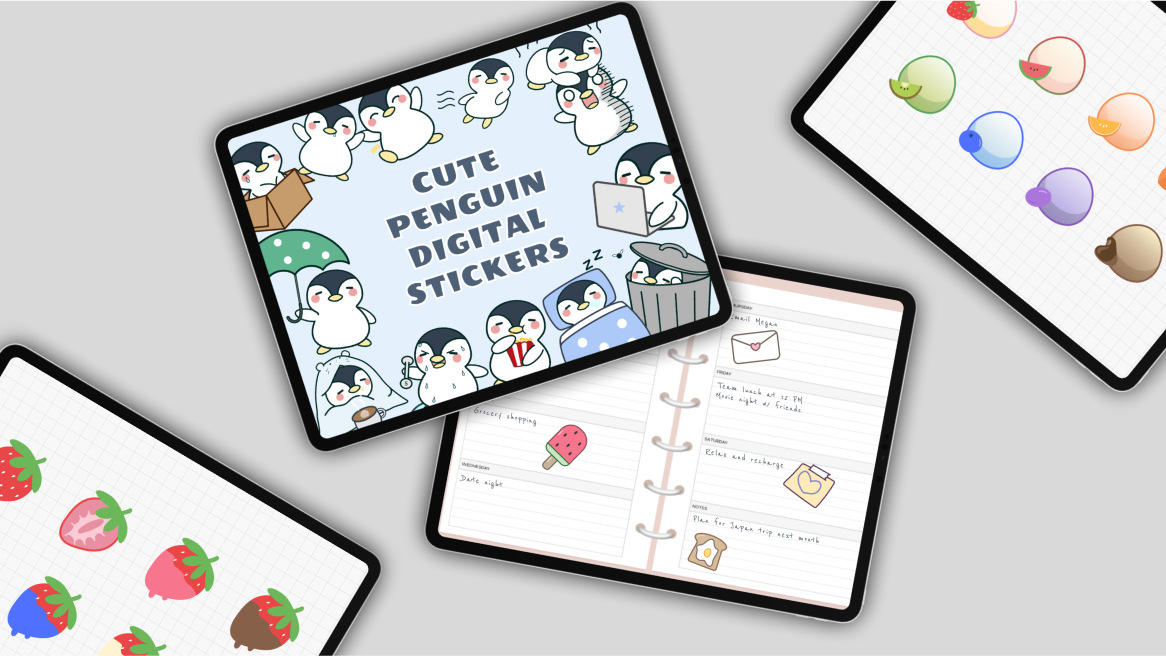 CUTE
PENGUIN
DIGITAL
STICKERS
zz
Email Megan
FRIDAY
Team lunch at 12 PM
Movie night w/ friends
SATURDAY
Relax and recharge
NOTES
Plan for Japan trip next month
Grocery shopping
WEDNESDAY
Date night